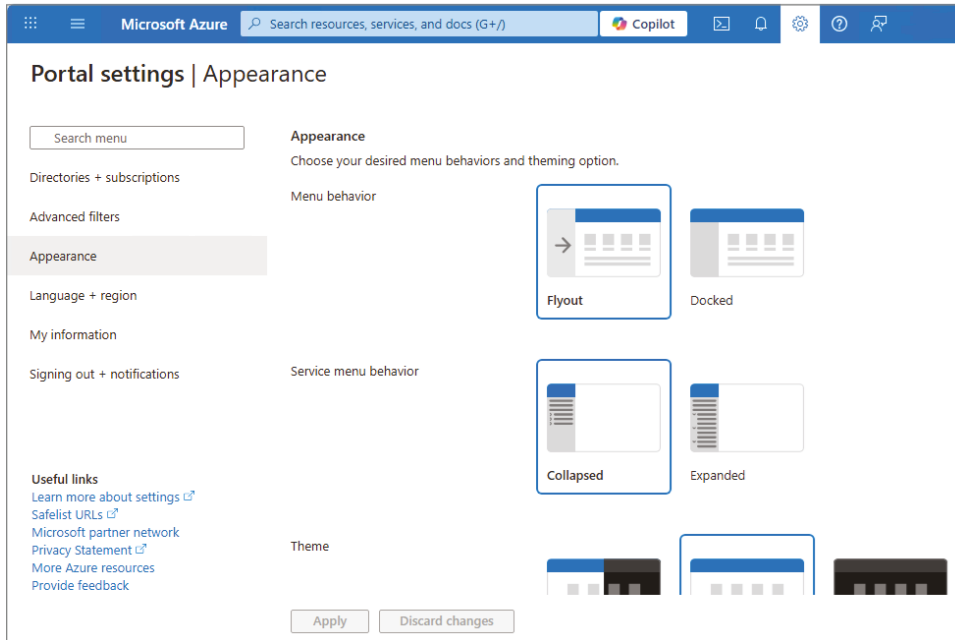 Microsoft Azure
Search resources, services, and docs (G+/)
Copilot
Portal settings | Appearance
Search menu
Directories + subscriptions
Advanced filters
Appearance
Language + region
My information
Signing out + notifications
Useful links
Learn more about settings
Safelist URLs
Microsoft partner network
Privacy Statement
More Azure resources
Provide feedback
Appearance
Choose your desired menu behaviors and theming option.
Menu behavior
Flyout
Docked
Service menu behavior
Collapsed
Expanded
Theme
Apply
Discard changes